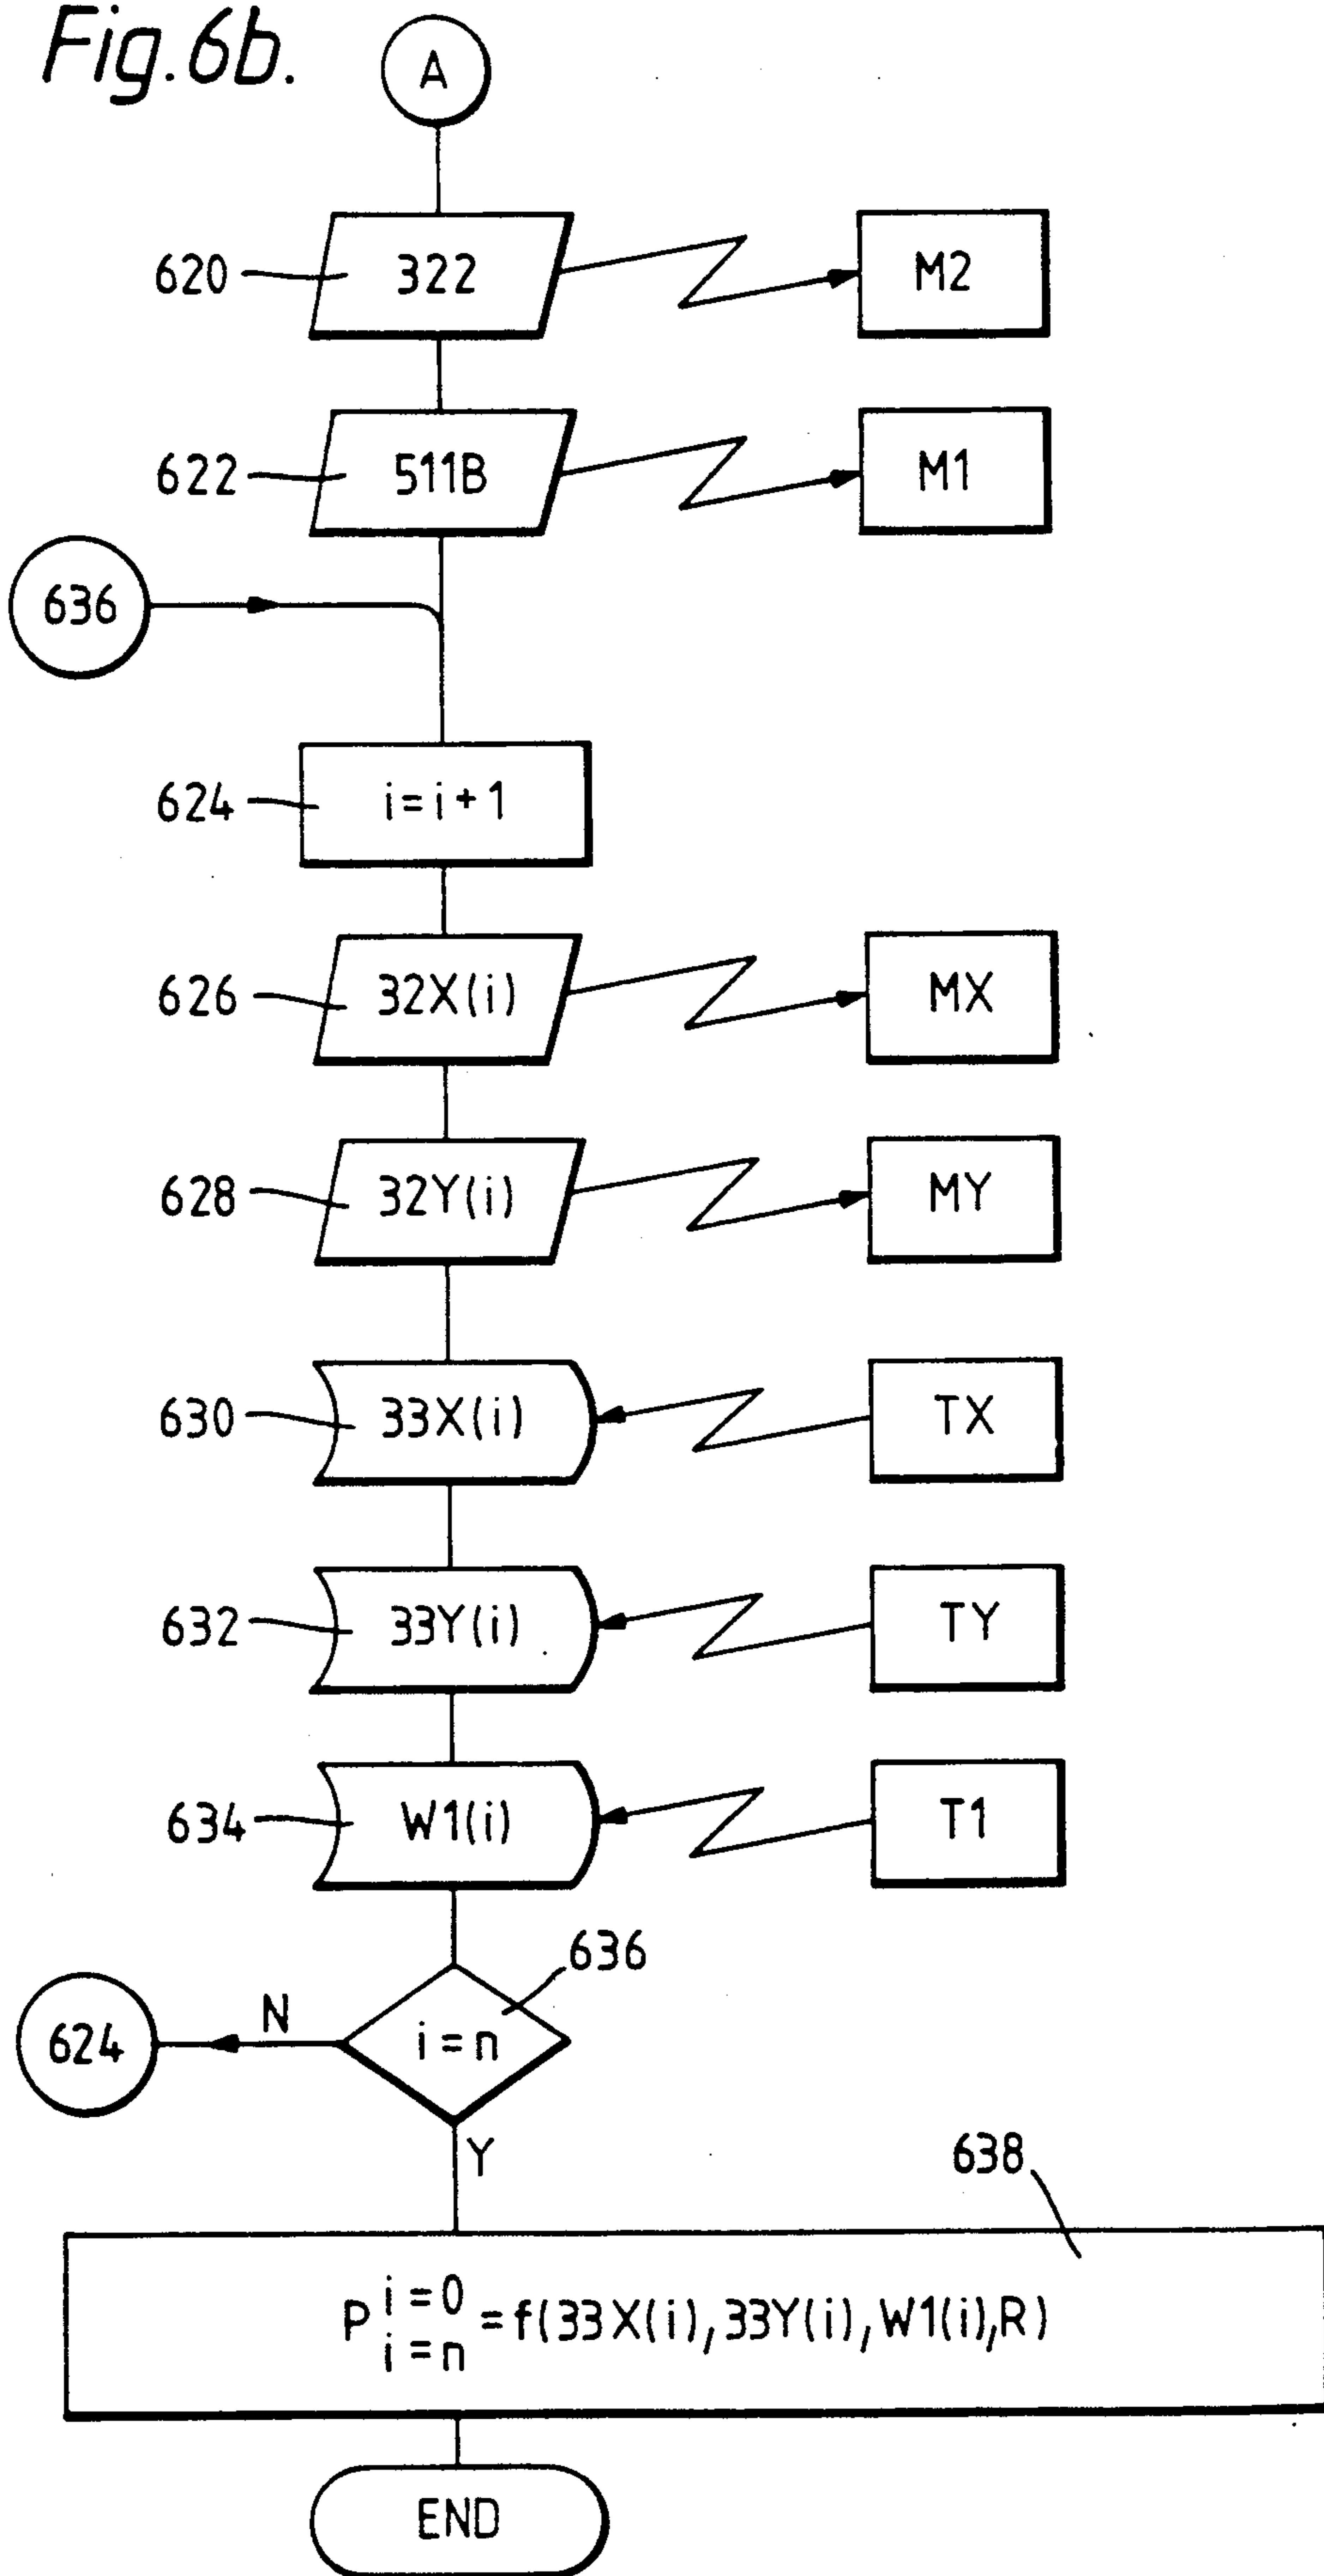 Fig.6b.
A
620 322 M2
622 511B M1
636
624 i=i+1
626 32X(i) MX
628 32Y(i) MY
630 33X(i) TX
632 33Y(i) TY
634 W1(i) T1
636
624 N i=n
Y
638
P i=0 i=n =f(33X(i),33Y(i),W1(i),R)
END